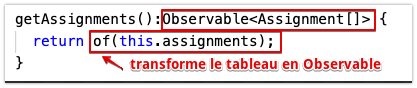 getAssignments():Observable<Assignment[]> {
return of(this.assignments);
} transforme le tableau en Observable